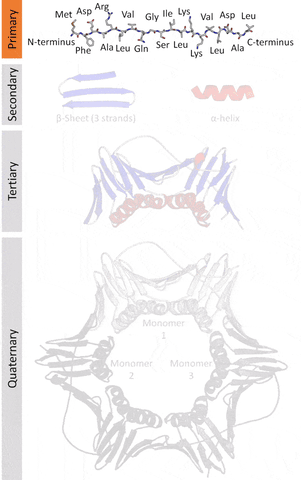 Primary
Met Asp Arg Val Gly Ile Lys Val Asp Leu
N-terminus C-terminus
Phe Ala Leu Gln Ser Leu Lys Leu Ala
Secondary
β-Sheet (3 strands) α-helix
Tertiary
Quaternary
Monomer
1
Monomer Monomer
2 3